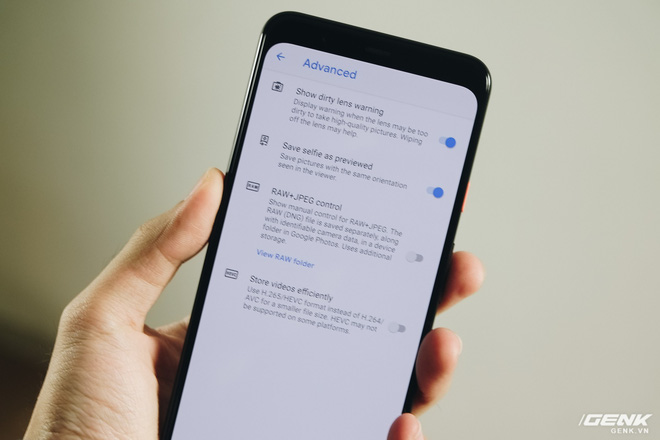 Advanced
Show dirty lens warning
Display warning when the lens may be too
dirty to take high-quality pictures. Wiping
off the lens may help.
Save selfie as previewed
Save pictures with the same orientation
seen in the viewer.
RAW+JPEG control
Show manual control for RAW+JPEG. The
RAW (DNG) file is saved separately, along
with identifiable camera data, in a device
folder in Google Photos. Uses additional
storage.
View RAW folder
Store videos efficiently
Use H.265/HEVC format instead of H.264/
AVC for a smaller file size. HEVC may not
be supported on some platforms.
GENK
GENK.VN